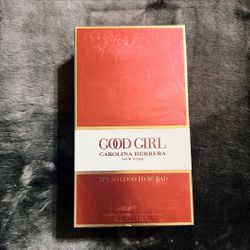 GOOD GIRL
CAROLINA HERRERA
NEW YORK
IT'S SO GOOD TO BE BAD